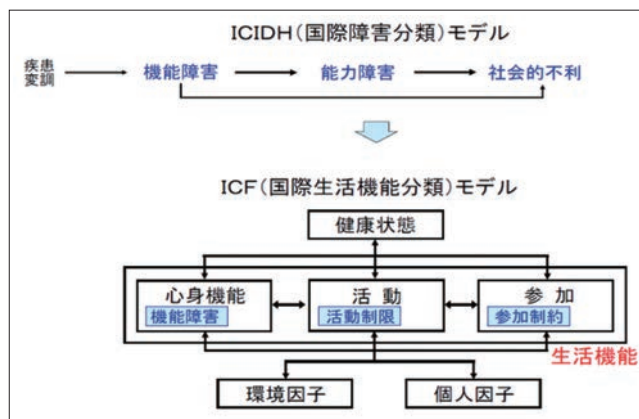 ICIDH(国際障害分類)モデル
疾患
変調
機能障害
能力障害
社会的不利
ICF(国際生活機能分類)モデル
健康状態
心身機能
機能障害
活 動
活動制限
参 加
参加制約
生活機能
環境因子
個人因子